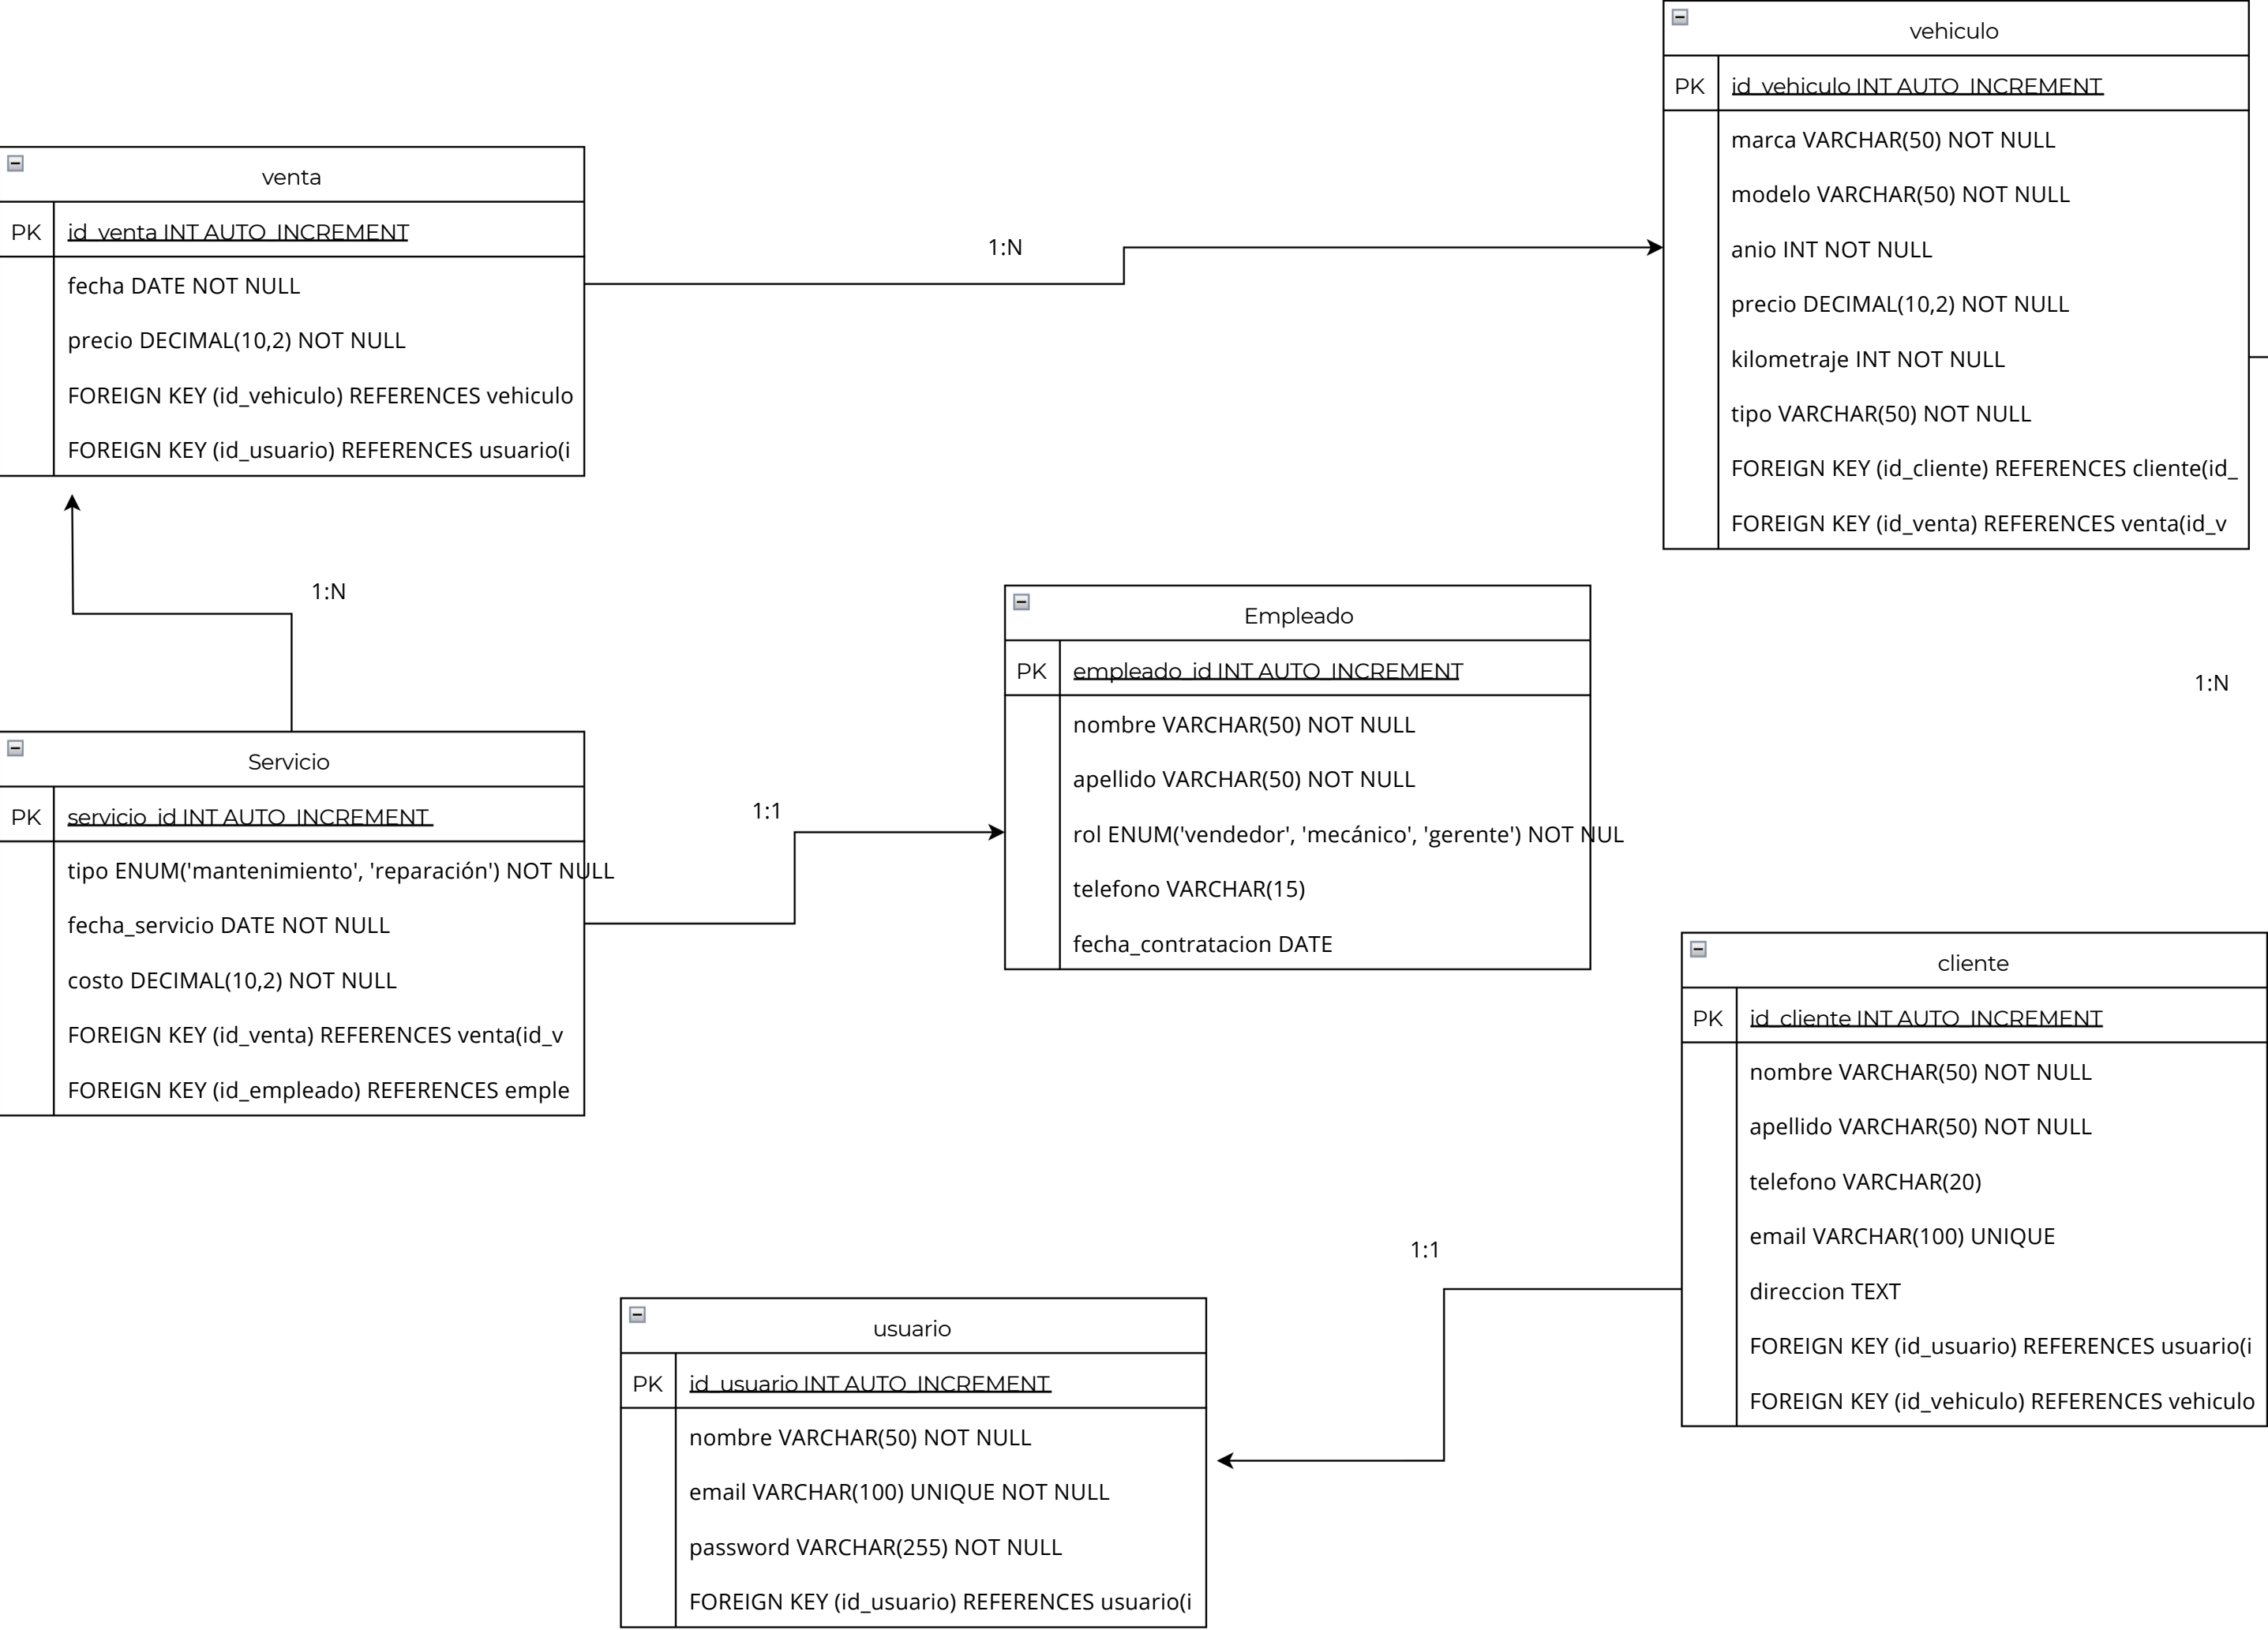 vehiculo
PK
id_vehiculo INT AUTO_INCREMENT
marca VARCHAR(50) NOT NULL
modelo VARCHAR(50) NOT NULL
anio INT NOT NULL
precio DECIMAL(10,2) NOT NULL
kilometraje INT NOT NULL
tipo VARCHAR(50) NOT NULL
FOREIGN KEY (id_cliente) REFERENCES cliente(id_
FOREIGN KEY (id_venta) REFERENCES venta(id_v
venta
PK
id_venta INT AUTO_INCREMENT
fecha DATE NOT NULL
precio DECIMAL(10,2) NOT NULL
FOREIGN KEY (id_vehiculo) REFERENCES vehiculo
FOREIGN KEY (id_usuario) REFERENCES usuario(i
1:N
1:N
Empleado
PK
empleado_id INT AUTO_INCREMENT
nombre VARCHAR(50) NOT NULL
apellido VARCHAR(50) NOT NULL
rol ENUM('vendedor', 'mecánico', 'gerente') NOT NUL
telefono VARCHAR(15)
fecha_contratacion DATE
1:N
Servicio
PK
servicio_id INT AUTO_INCREMENT
tipo ENUM('mantenimiento', 'reparación') NOT NULL
fecha_servicio DATE NOT NULL
costo DECIMAL(10,2) NOT NULL
FOREIGN KEY (id_venta) REFERENCES venta(id_v
FOREIGN KEY (id_empleado) REFERENCES emple
1:1
cliente
PK
id_cliente INT AUTO_INCREMENT
nombre VARCHAR(50) NOT NULL
apellido VARCHAR(50) NOT NULL
telefono VARCHAR(20)
email VARCHAR(100) UNIQUE
direccion TEXT
FOREIGN KEY (id_usuario) REFERENCES usuario(i
FOREIGN KEY (id_vehiculo) REFERENCES vehiculo
1:1
usuario
PK
id_usuario INT AUTO_INCREMENT
nombre VARCHAR(50) NOT NULL
email VARCHAR(100) UNIQUE NOT NULL
password VARCHAR(255) NOT NULL
FOREIGN KEY (id_usuario) REFERENCES usuario(i